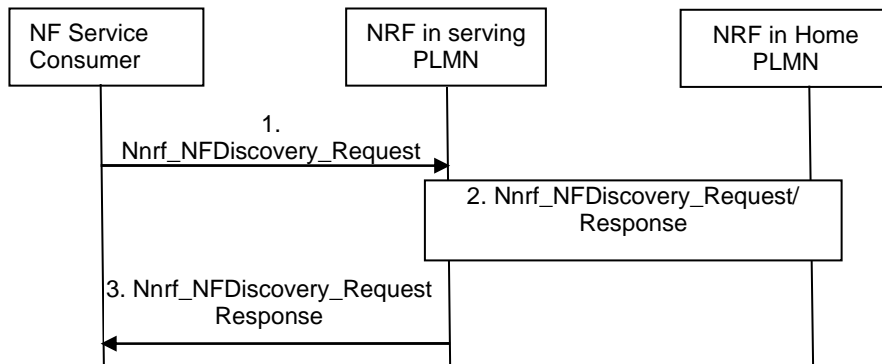 NF Service
Consumer
NRF in serving
PLMN
NRF in Home
PLMN
1.
Nnrf_NFDiscovery_Request
2. Nnrf_NFDiscovery_Request/
Response
3. Nnrf_NFDiscovery_Request
Response